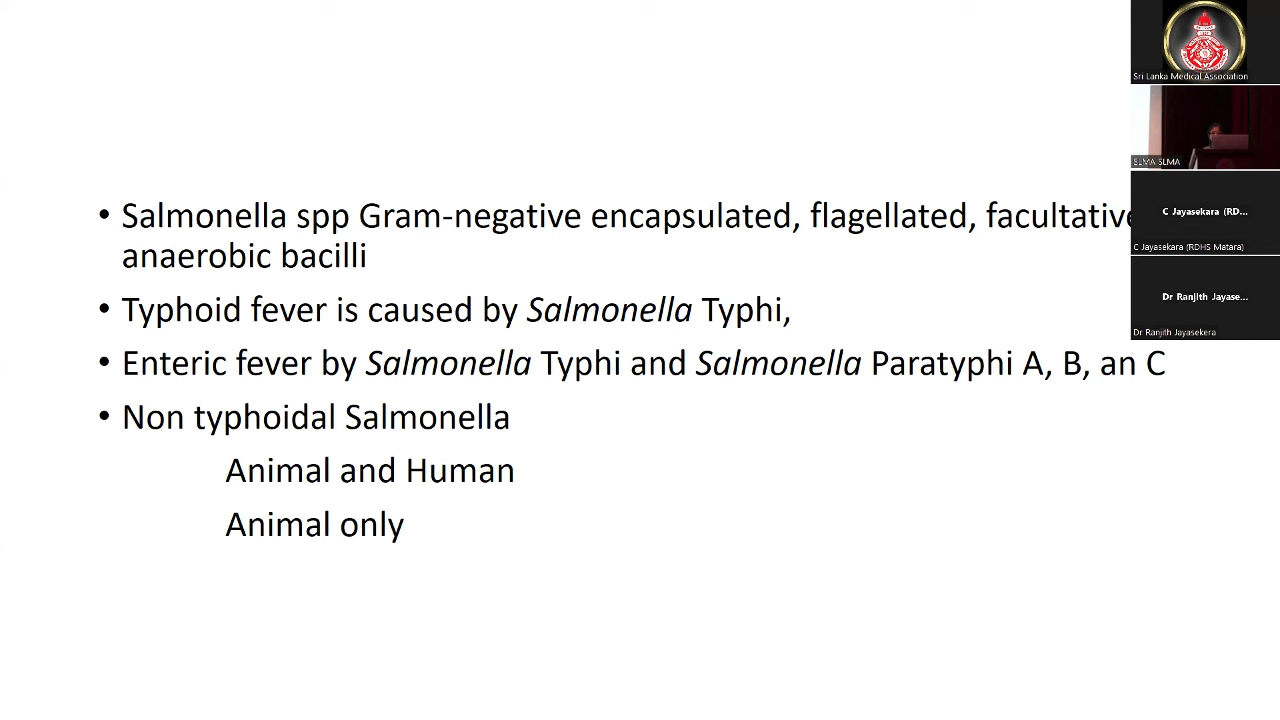 • Salmonella spp Gram-negative encapsulated, flagellated, facultative
anaerobic bacilli
• Typhoid fever is caused by Salmonella Typhi,
• Enteric fever by Salmonella Typhi and Salmonella Paratyphi A, B, an C
• Non typhoidal Salmonella
Animal and Human
Animal only
Sri Lanka Medical Association
SLMA SLMA
C Jayasekara (RD...
C Jayasekara (RDHS Matara)
Dr Ranjith Jayase...
Dr Ranjith Jayasekera